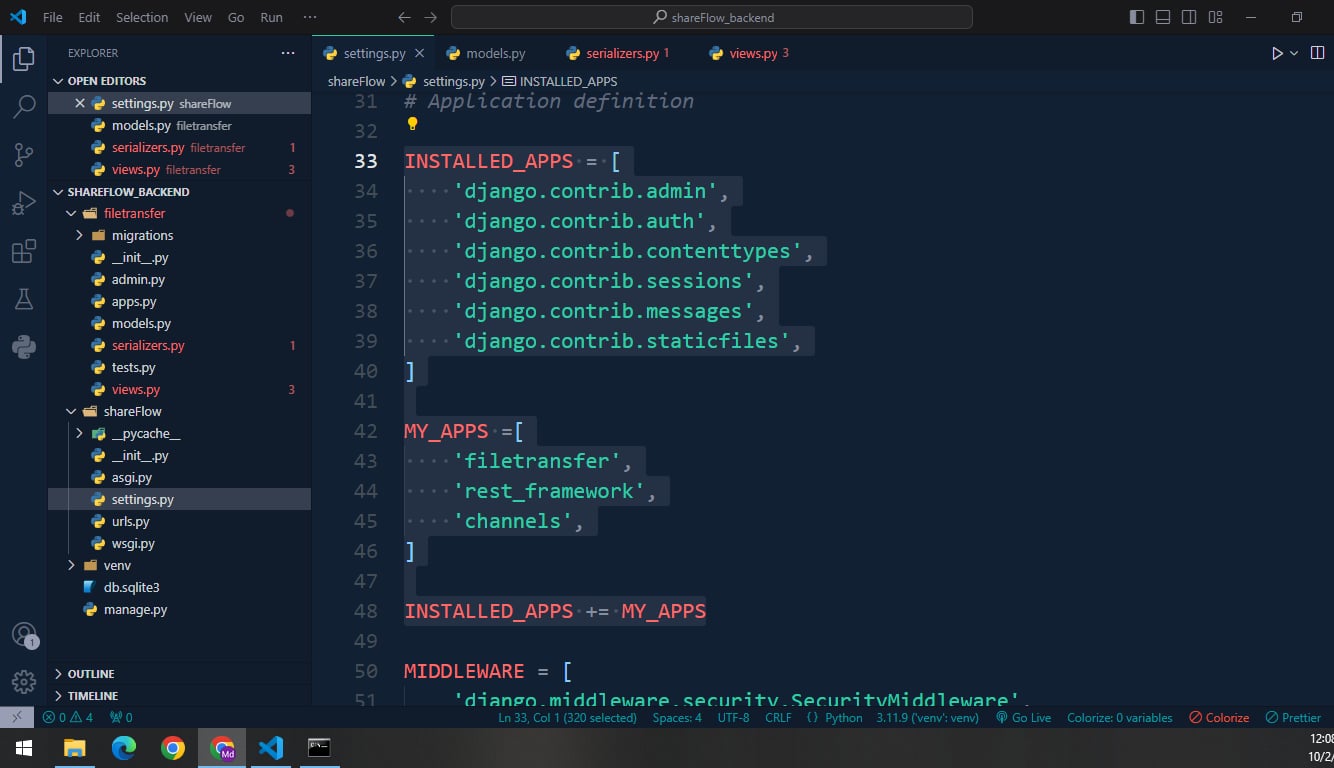 File Edit Selection View Go Run ···
shareFlow_backend
EXPLORER ···
OPEN EDITORS
settings.py shareFlow
models.py filetransfer
serializers.py filetransfer 1
views.py filetransfer 3
SHAREFLOW_BACKEND
filetransfer
migrations
__init__.py
admin.py
apps.py
models.py
serializers.py 1
tests.py
views.py 3
shareFlow
__pycache__
__init__.py
asgi.py
settings.py
urls.py
wsgi.py
venv
db.sqlite3
manage.py
OUTLINE
TIMELINE
1
settings.py models.py serializers.py 1 views.py 3
shareFlow > settings.py > INSTALLED_APPS
31 # Application definition
32
33 INSTALLED_APPS = [
34 'django.contrib.admin',
35 'django.contrib.auth',
36 'django.contrib.contenttypes',
37 'django.contrib.sessions',
38 'django.contrib.messages',
39 'django.contrib.staticfiles',
40 ]
41
42 MY_APPS =[
43 'filetransfer',
44 'rest_framework',
45 'channels',
46 ]
47
48 INSTALLED_APPS += MY_APPS
49
50 MIDDLEWARE = [
51 'django.middleware.security.SecurityMiddleware',
0 4 0 Ln 33, Col 1 (320 selected) Spaces: 4 UTF-8 CRLF {} Python 3.11.9 ('venv': venv) Go Live Colorize: 0 variables Colorize Prettier
Md
12:08
10/2/